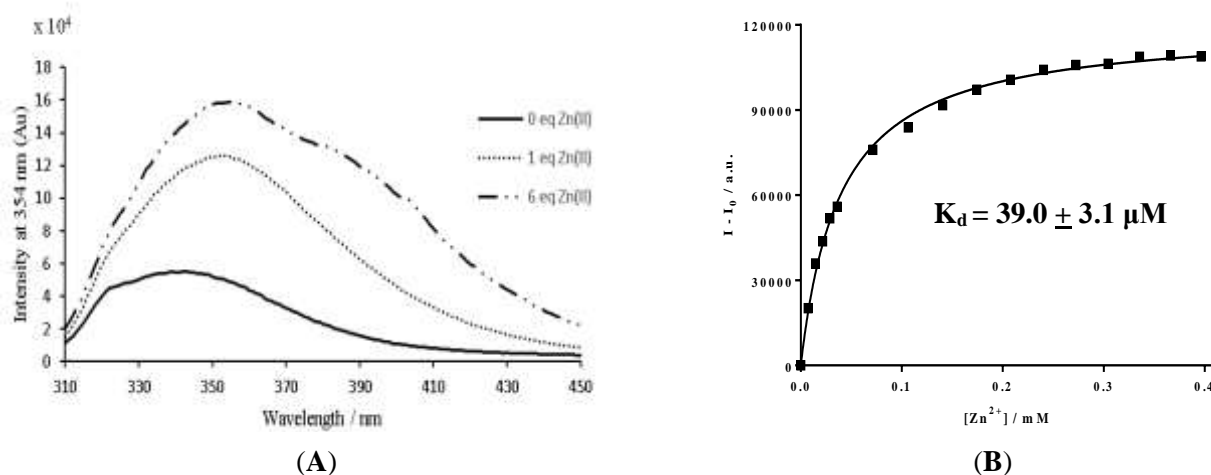 x 10⁴
Intensity at 354 nm (Au)
18
16
14
12
10
8
6
4
2
0
310
330
350
370
390
410
430
450
Wavelength / nm
0 eq Zn(II)
1 eq Zn(II)
6 eq Zn(II)
(A)
I - I₀ / a.u.
120000
90000
60000
30000
0
0.0
0.1
0.2
0.3
0.4
[Zn²⁺] / mM
K_d = 39.0 ± 3.1 µM
(B)